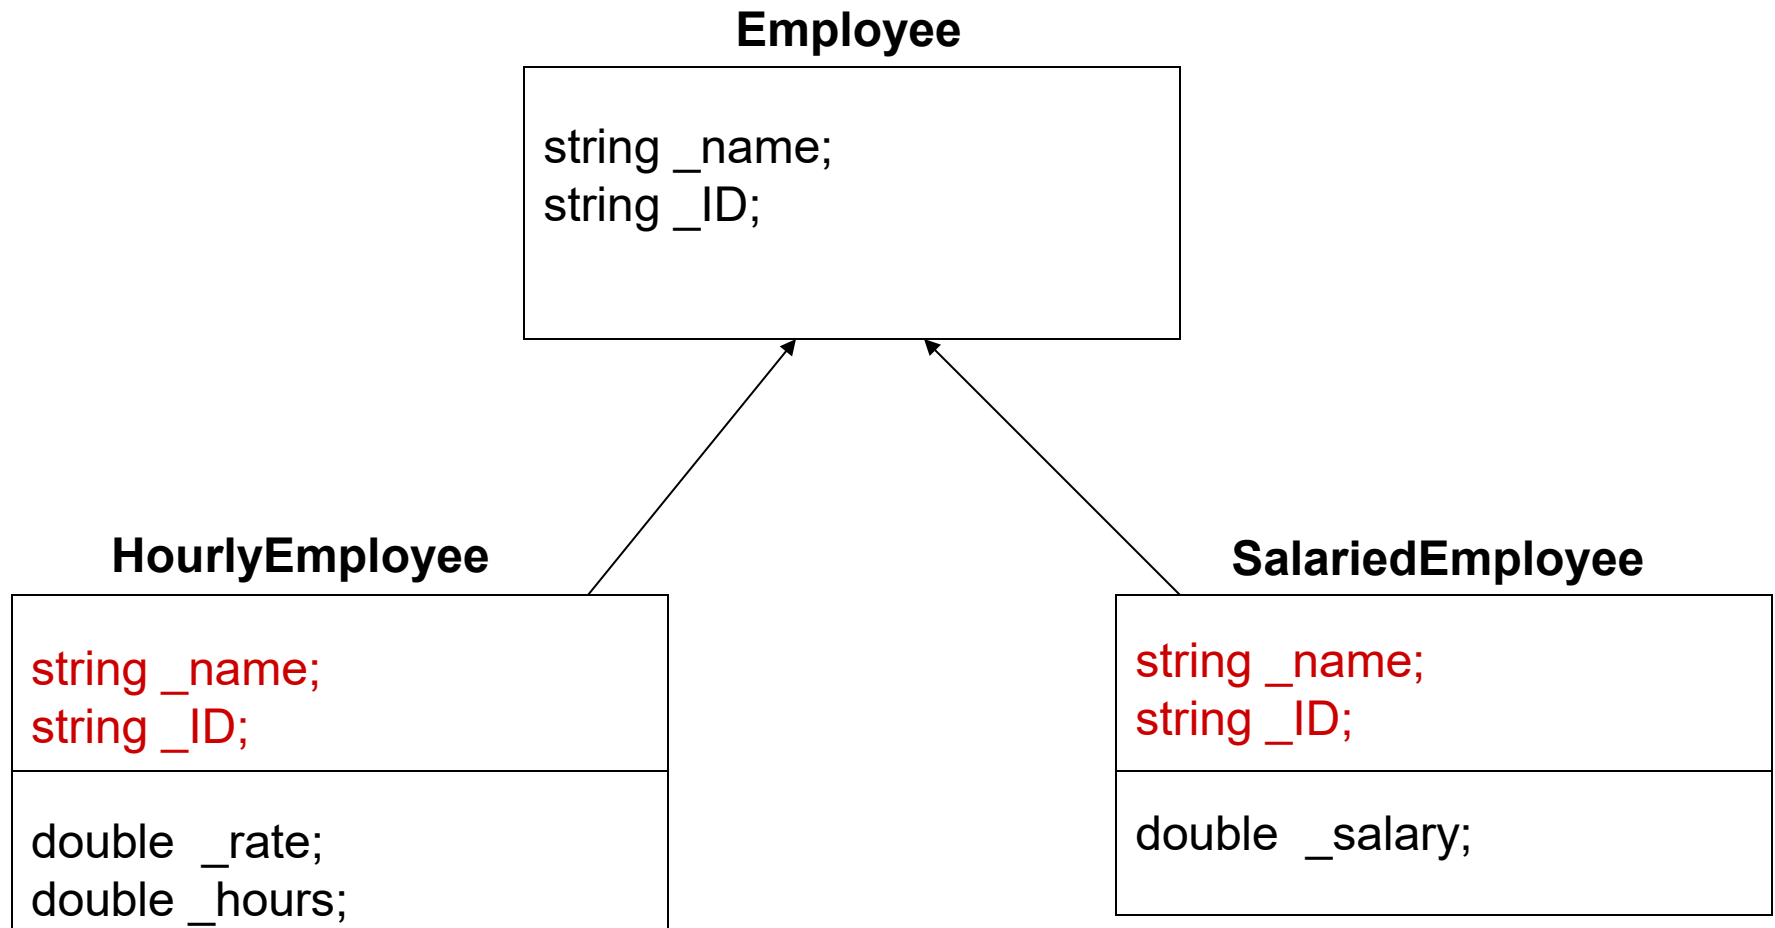 Employee
string _name;
string _ID;
HourlyEmployee
string _name;
string _ID;
double _rate;
double _hours;
SalariedEmployee
string _name;
string _ID;
double _salary;